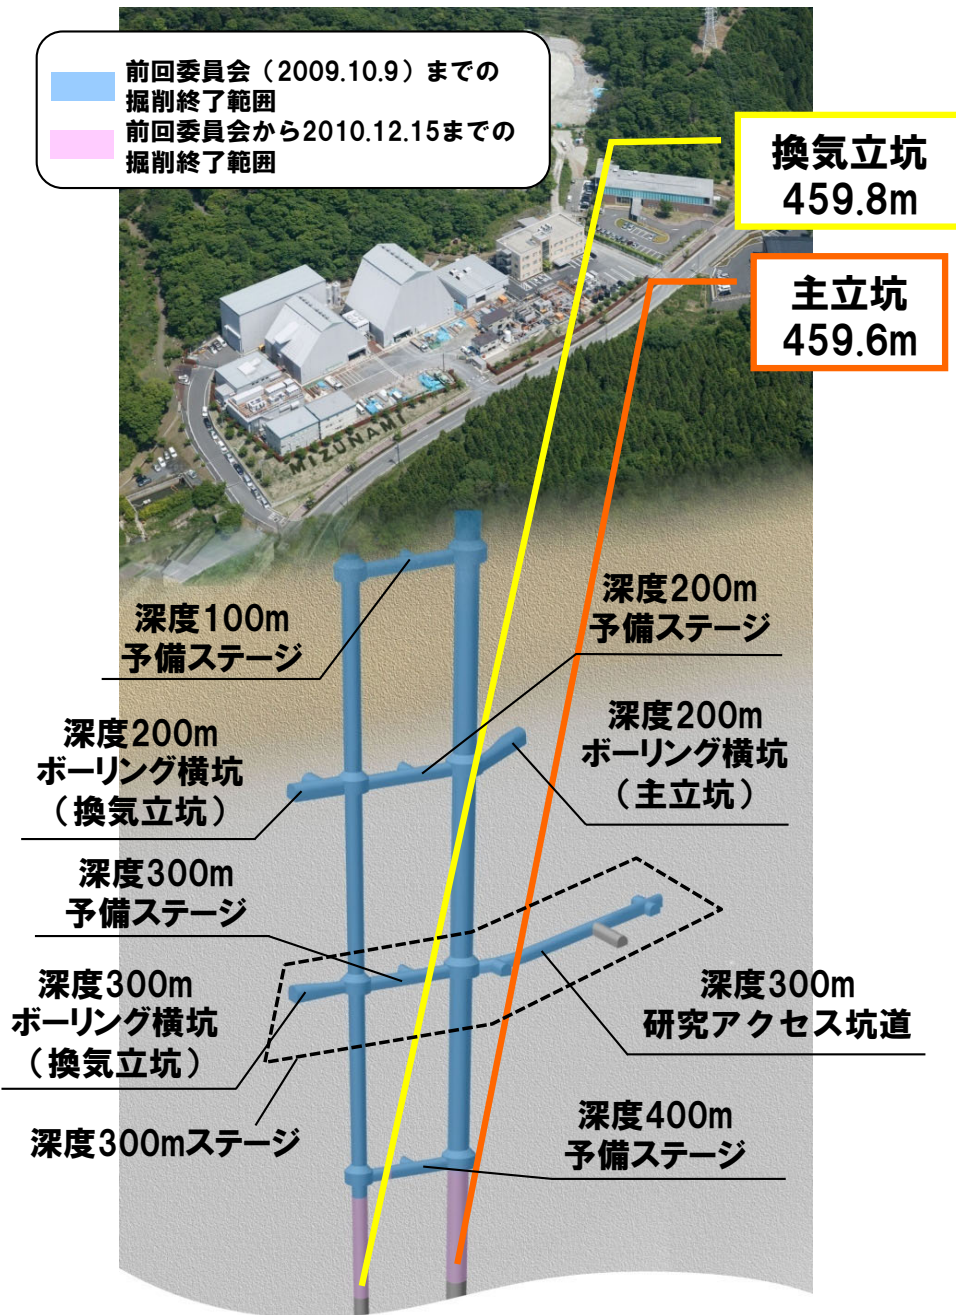 前回委員会（2009.10.9）までの
掘削終了範囲
前回委員会から2010.12.15までの
掘削終了範囲
換気立坑
459.8m
主立坑
459.6m
MIZUNAMI
深度100m
予備ステージ
深度200m
予備ステージ
深度200m
ボーリング横坑
（換気立坑）
深度200m
ボーリング横坑
（主立坑）
深度300m
予備ステージ
深度300m
ボーリング横坑
（換気立坑）
深度300m
研究アクセス坑道
深度300mステージ
深度400m
予備ステージ